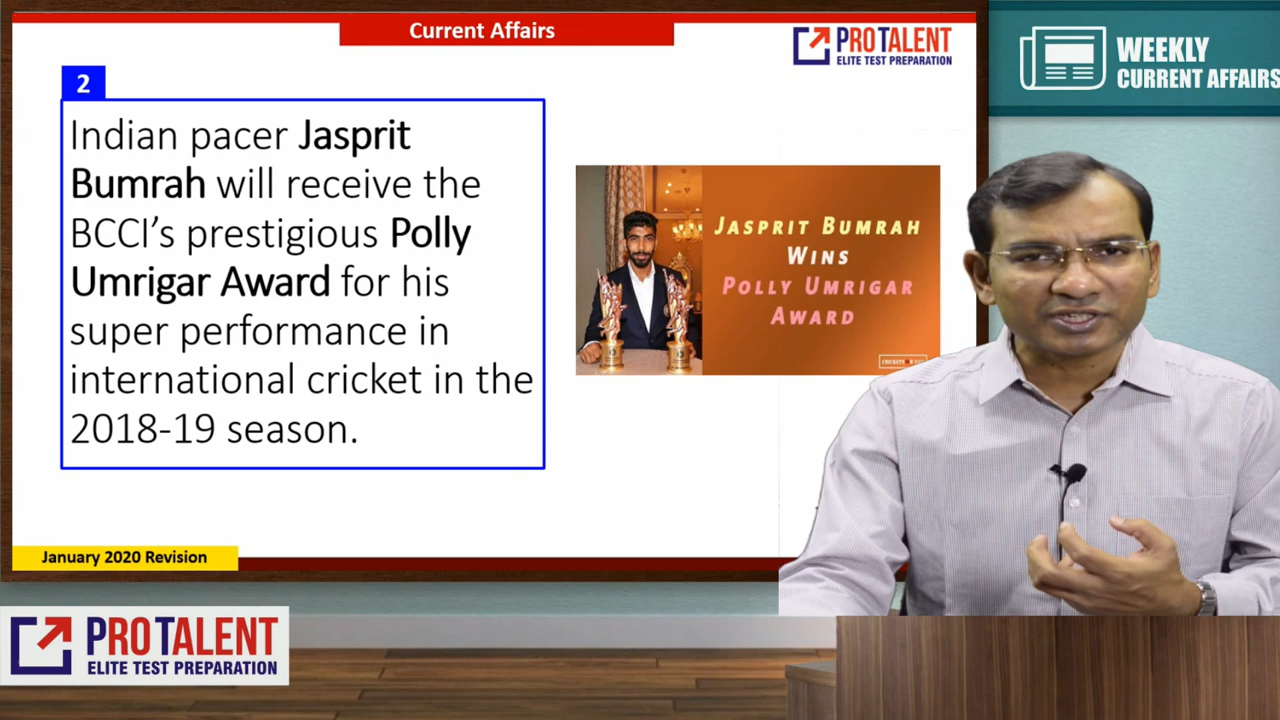 Current Affairs
PROTALENT
ELITE TEST PREPARATION
WEEKLY
CURRENT AFFAIRS
2
Indian pacer Jasprit
Bumrah will receive the
BCCI’s prestigious Polly
Umrigar Award for his
super performance in
international cricket in the
2018-19 season.
JASPRIT BUMRAH
WINS
POLLY UMRIGAR
AWARD
January 2020 Revision
PROTALENT
ELITE TEST PREPARATION